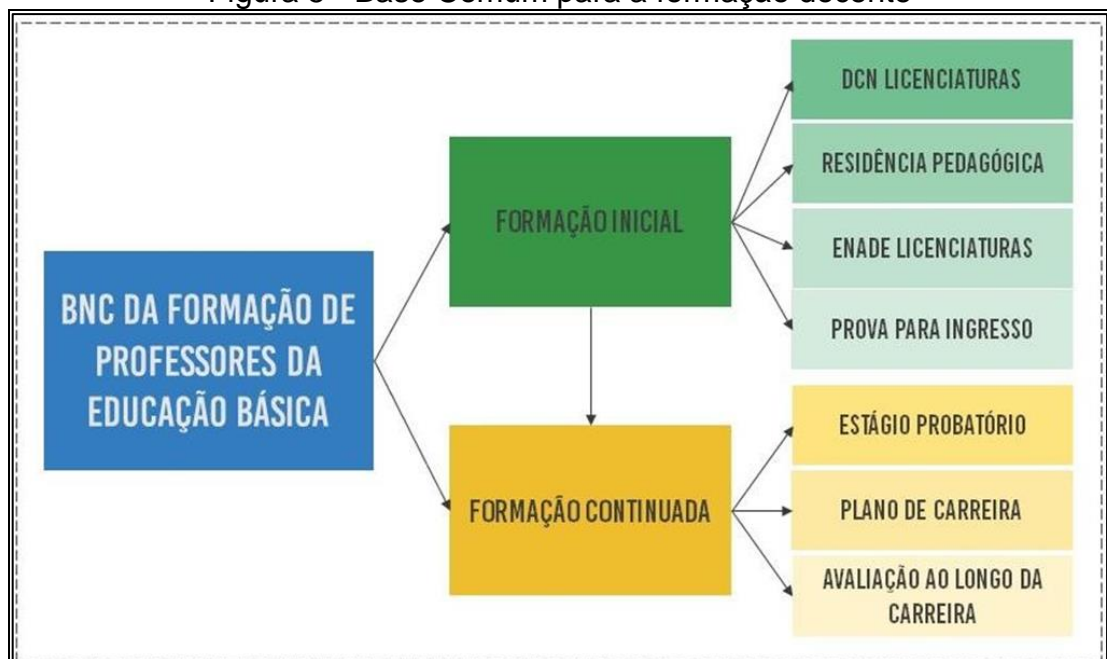 Base Comum para a formação docente
BNC DA FORMAÇÃO DE
PROFESSORES DA
EDUCAÇÃO BÁSICA
FORMAÇÃO INICIAL
DCN LICENCIATURAS
RESIDÊNCIA PEDAGÓGICA
ENADE LICENCIATURAS
PROVA PARA INGRESSO
FORMAÇÃO CONTINUADA
ESTÁGIO PROBATÓRIO
PLANO DE CARREIRA
AVALIAÇÃO AO LONGO DA
CARREIRA